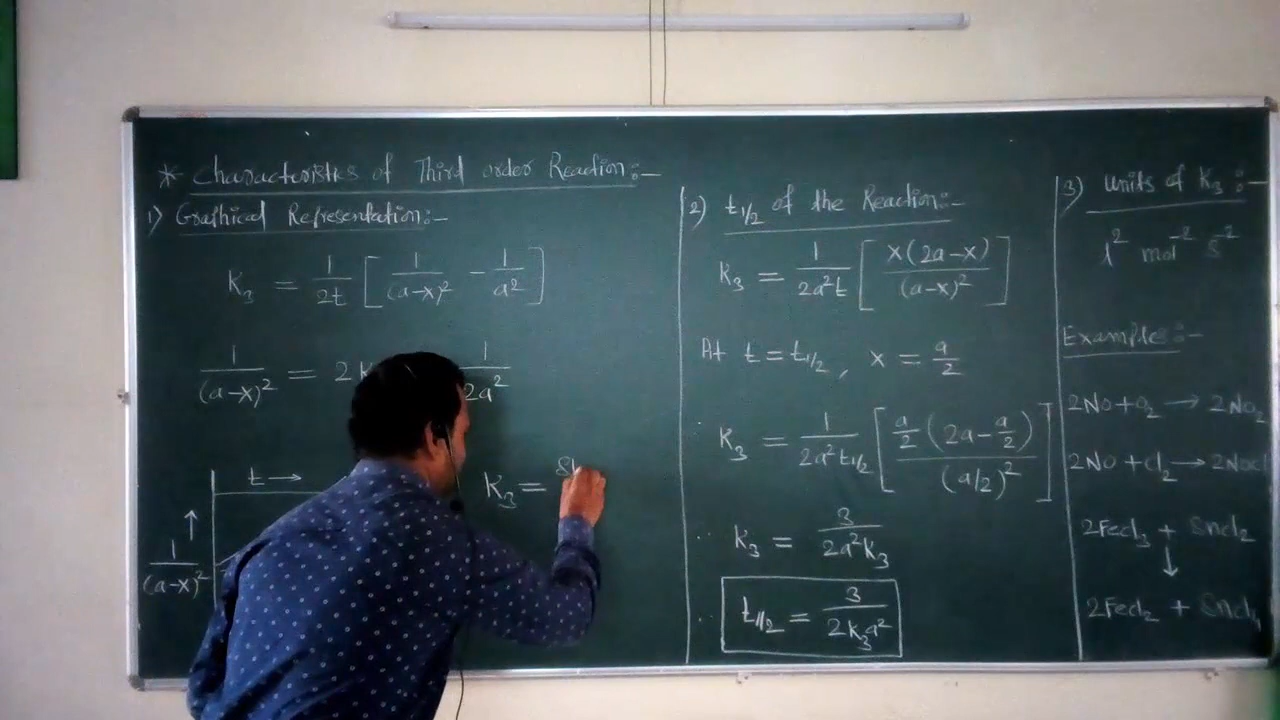 * Characteristics of Third order Reaction:-
1) Graphical Representation:-
K₃ = 1/2t [ 1/(a-x)² - 1/a² ]
1/(a-x)² = 2K 1/2a²
t →
↑
1/(a-x)²
K₃ = Sl
2) t1/2 of the Reaction:-
K₃ = 1/2a²t [ x(2a-x)/(a-x)² ]
At t = t1/2, x = a/2
∴ K₃ = 1/2a²t1/2 [ a/2 (2a-a/2)/(a/2)² ]
∴ K₃ = 3/2a²K₃
∴ t1/2 = 3/2K₃a²
3) Units of K₃:-
l² mol⁻² s⁻²
Examples:-
2NO + O₂ → 2NO₂
2NO + Cl₂ → 2NOCl
2Fecl₃ + Sncl₂
↓
2Fecl₂ + Sncl₄